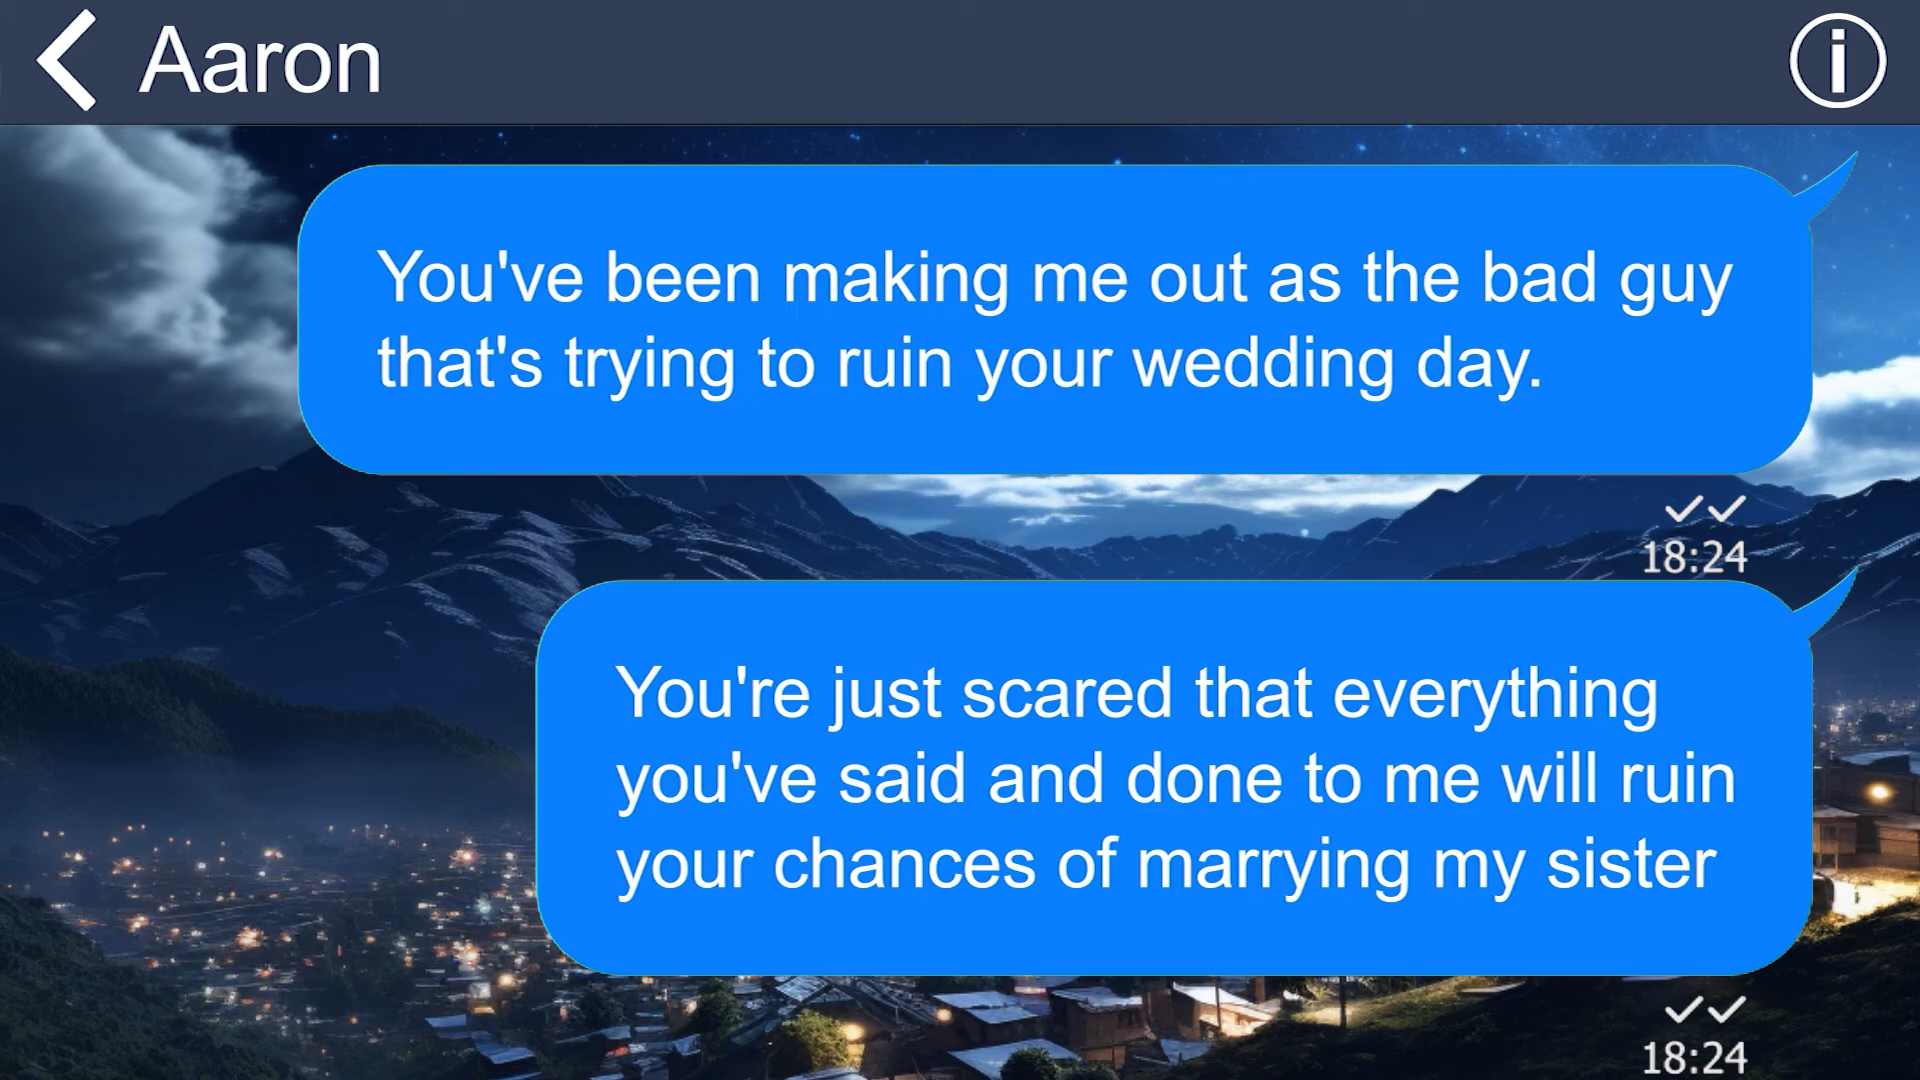 Aaron
You've been making me out as the bad guy
that's trying to ruin your wedding day.
18:24
You're just scared that everything
you've said and done to me will ruin
your chances of marrying my sister
18:24